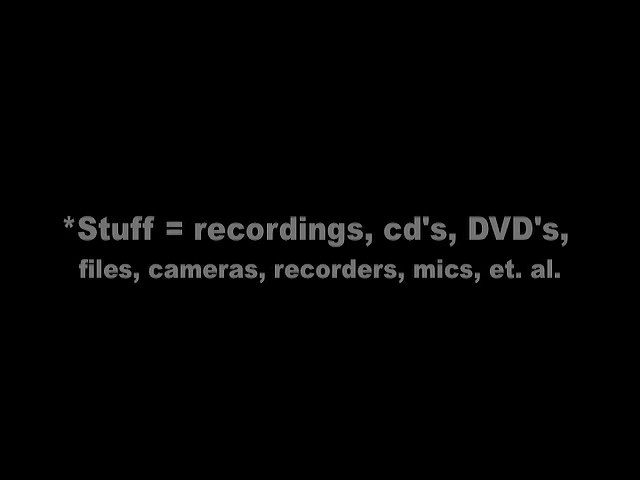 *Stuff = recordings, cd's, DVD's,
files, cameras, recorders, mics, et. al.